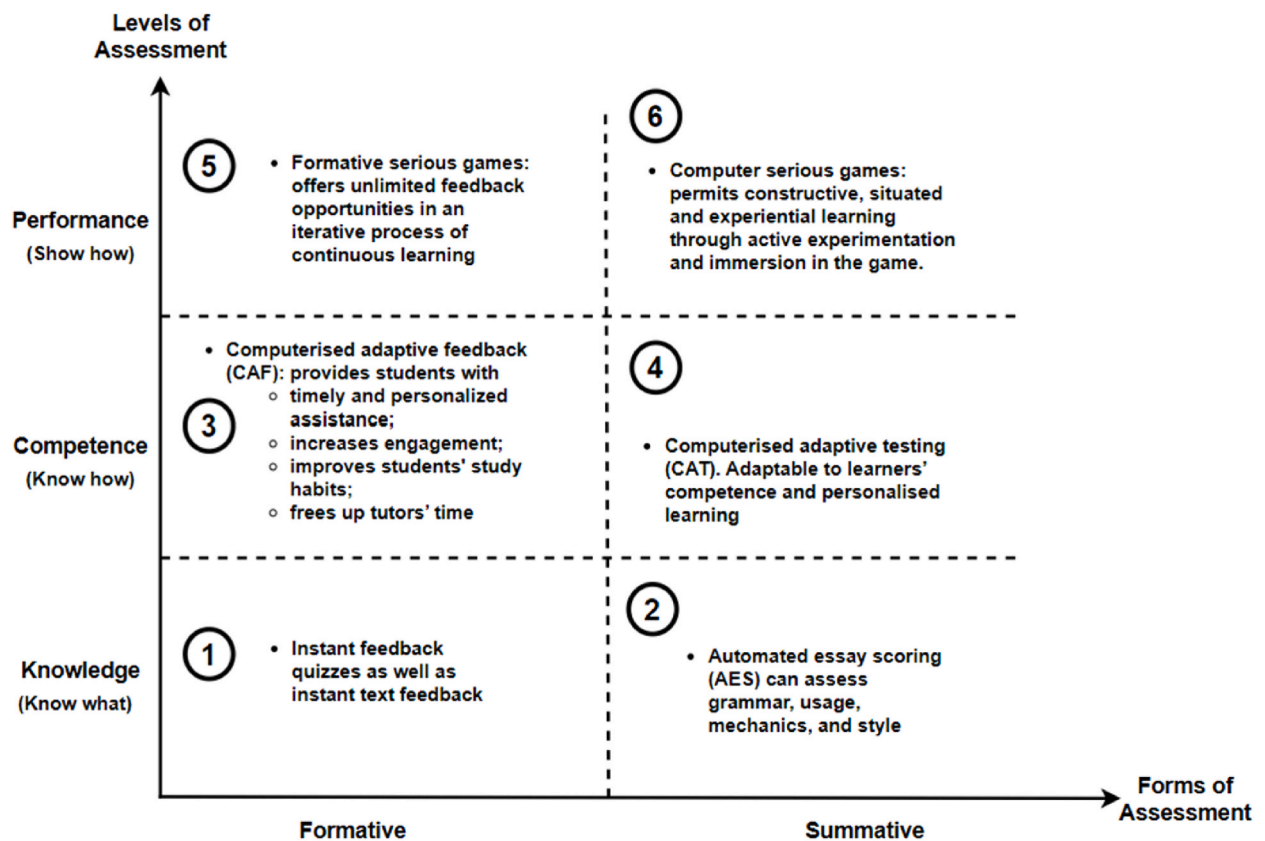 Levels of
Assessment
5
• Formative serious games:
offers unlimited feedback
opportunities in an
iterative process of
continuous learning
6
• Computer serious games:
permits constructive, situated
and experiential learning
through active experimentation
and immersion in the game.
Performance
(Show how)
3
• Computerised adaptive feedback
(CAF): provides students with
○ timely and personalized
assistance;
○ increases engagement;
○ improves students' study
habits;
○ frees up tutors’ time
4
• Computerised adaptive testing
(CAT). Adaptable to learners’
competence and personalised
learning
Competence
(Know how)
1
• Instant feedback
quizzes as well as
instant text feedback
2
• Automated essay scoring
(AES) can assess
grammar, usage,
mechanics, and style
Knowledge
(Know what)
Formative
Summative
Forms of
Assessment